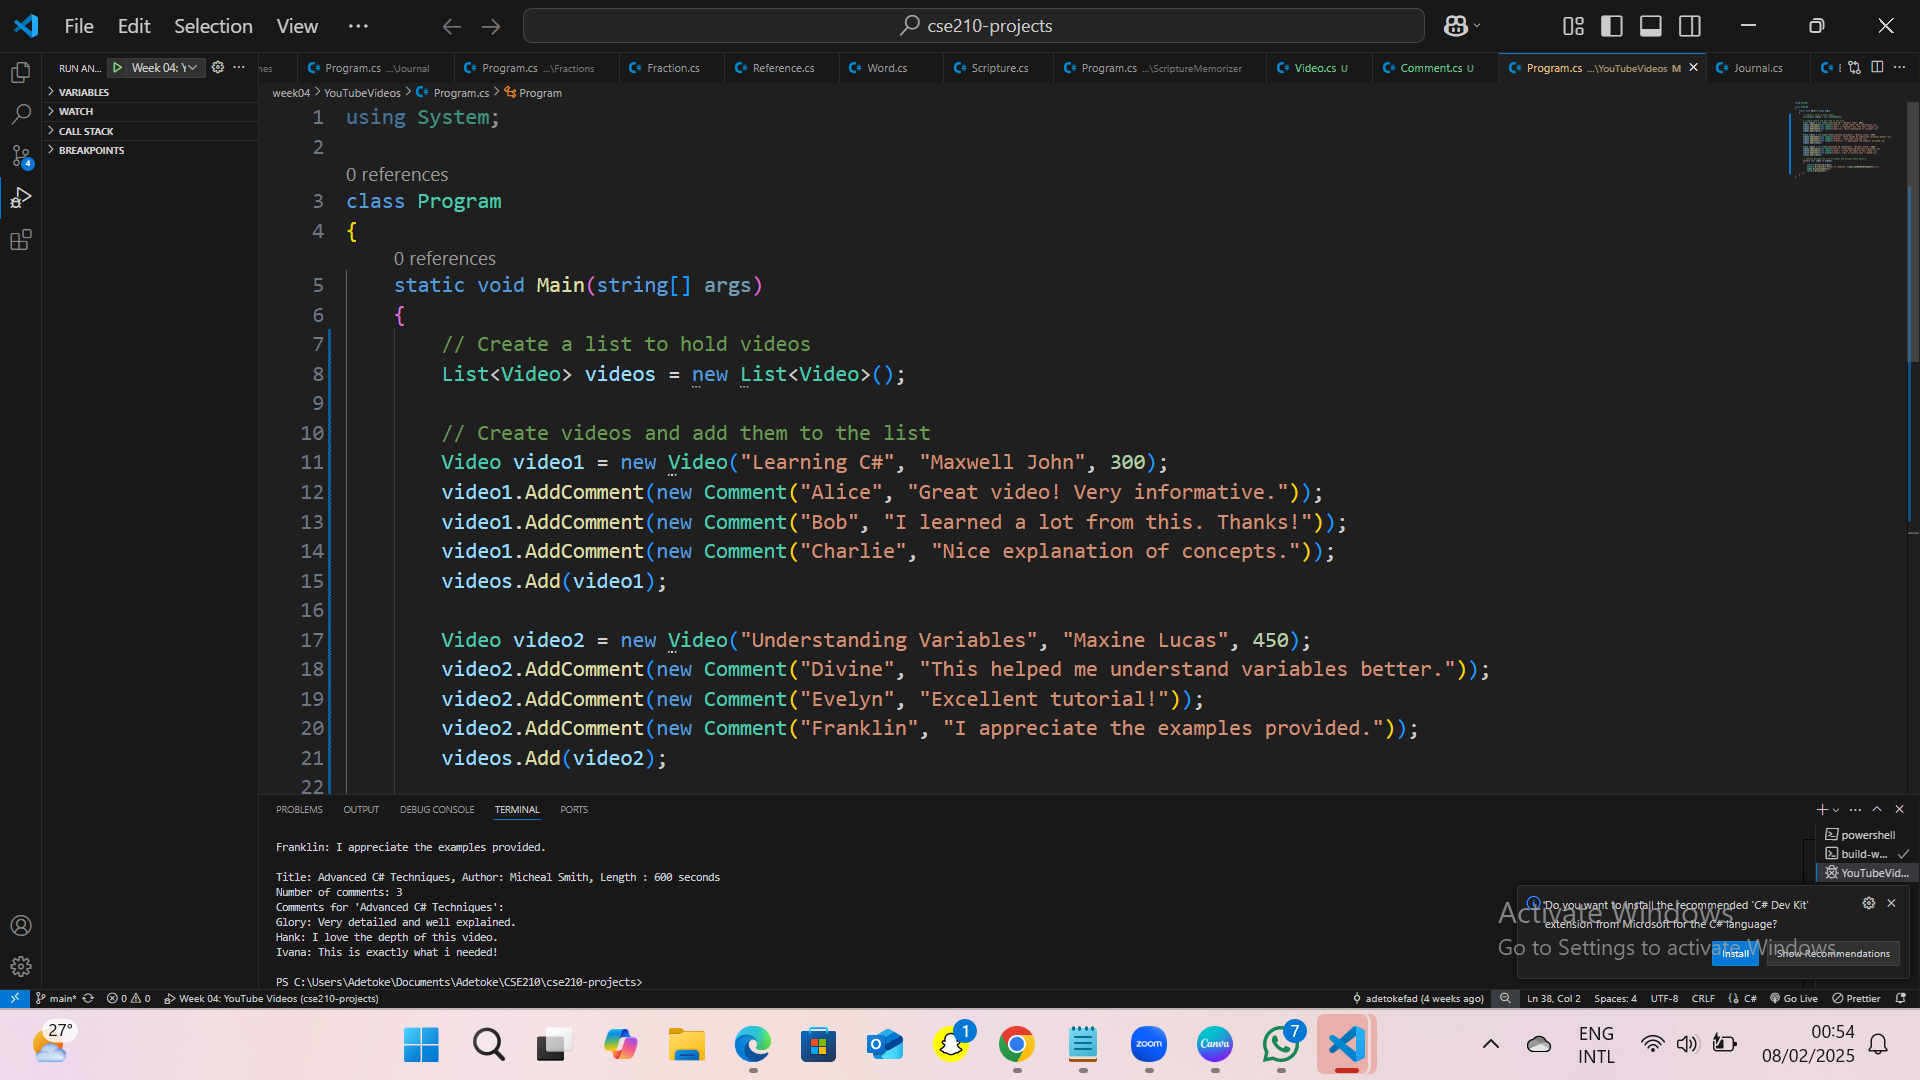 File Edit Selection View ···
cse210-projects
RUN AN... Week 04: Y
nes Program.cs ...\Journal Program.cs ...\Fractions Fraction.cs Reference.cs Word.cs Scripture.cs Program.cs ...\ScriptureMemorizer Video.cs U Comment.cs U Program.cs ...\YouTubeVideos M Journal.cs
VARIABLES
WATCH
CALL STACK
BREAKPOINTS
4
week04 > YouTubeVideos > Program.cs > Program
1 using System;
2
0 references
3 class Program
4 {
0 references
5 static void Main(string[] args)
6 {
7 // Create a list to hold videos
8 List<Video> videos = new List<Video>();
9
10 // Create videos and add them to the list
11 Video video1 = new Video("Learning C#", "Maxwell John", 300);
12 video1.AddComment(new Comment("Alice", "Great video! Very informative."));
13 video1.AddComment(new Comment("Bob", "I learned a lot from this. Thanks!"));
14 video1.AddComment(new Comment("Charlie", "Nice explanation of concepts."));
15 videos.Add(video1);
16
17 Video video2 = new Video("Understanding Variables", "Maxine Lucas", 450);
18 video2.AddComment(new Comment("Divine", "This helped me understand variables better."));
19 video2.AddComment(new Comment("Evelyn", "Excellent tutorial!"));
20 video2.AddComment(new Comment("Franklin", "I appreciate the examples provided."));
21 videos.Add(video2);
22
PROBLEMS OUTPUT DEBUG CONSOLE TERMINAL PORTS
Franklin: I appreciate the examples provided.
Title: Advanced C# Techniques, Author: Micheal Smith, Length : 600 seconds
Number of comments: 3
Comments for 'Advanced C# Techniques':
Glory: Very detailed and well explained.
Hank: I love the depth of this video.
Ivana: This is exactly what i needed!
PS C:\Users\Adetoke\Documents\Adetoke\CSE210\cse210-projects>
powershell
build-w...
YouTubeVid...
Do you want to install the recommended 'C# Dev Kit'
extension from Microsoft for the C# language?
Install Show Recommendations
Activate Windows
Go to Settings to activate Windows.
main* 0 0 Week 04: YouTube Videos (cse210-projects) adetokefad (4 weeks ago) Ln 38, Col 2 Spaces: 4 UTF-8 CRLF {} C# Go Live Prettier
27°
1
zoom
Canva
7
ENG
INTL
00:54
08/02/2025